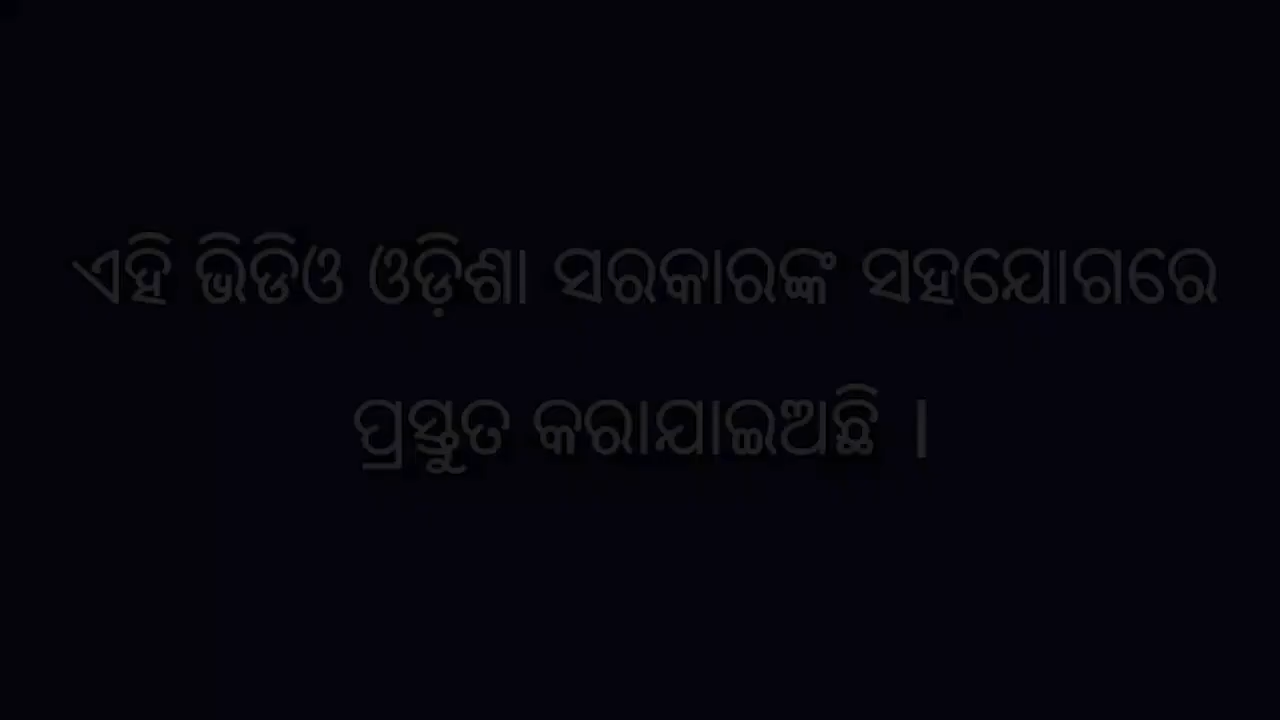 ଏହି ଭିଡିଓ ଓଡ଼ିଶା ସରକାରଙ୍କ ସହଯୋଗରେ
ପ୍ରସ୍ତୁତ କରାଯାଇଅଛି ।